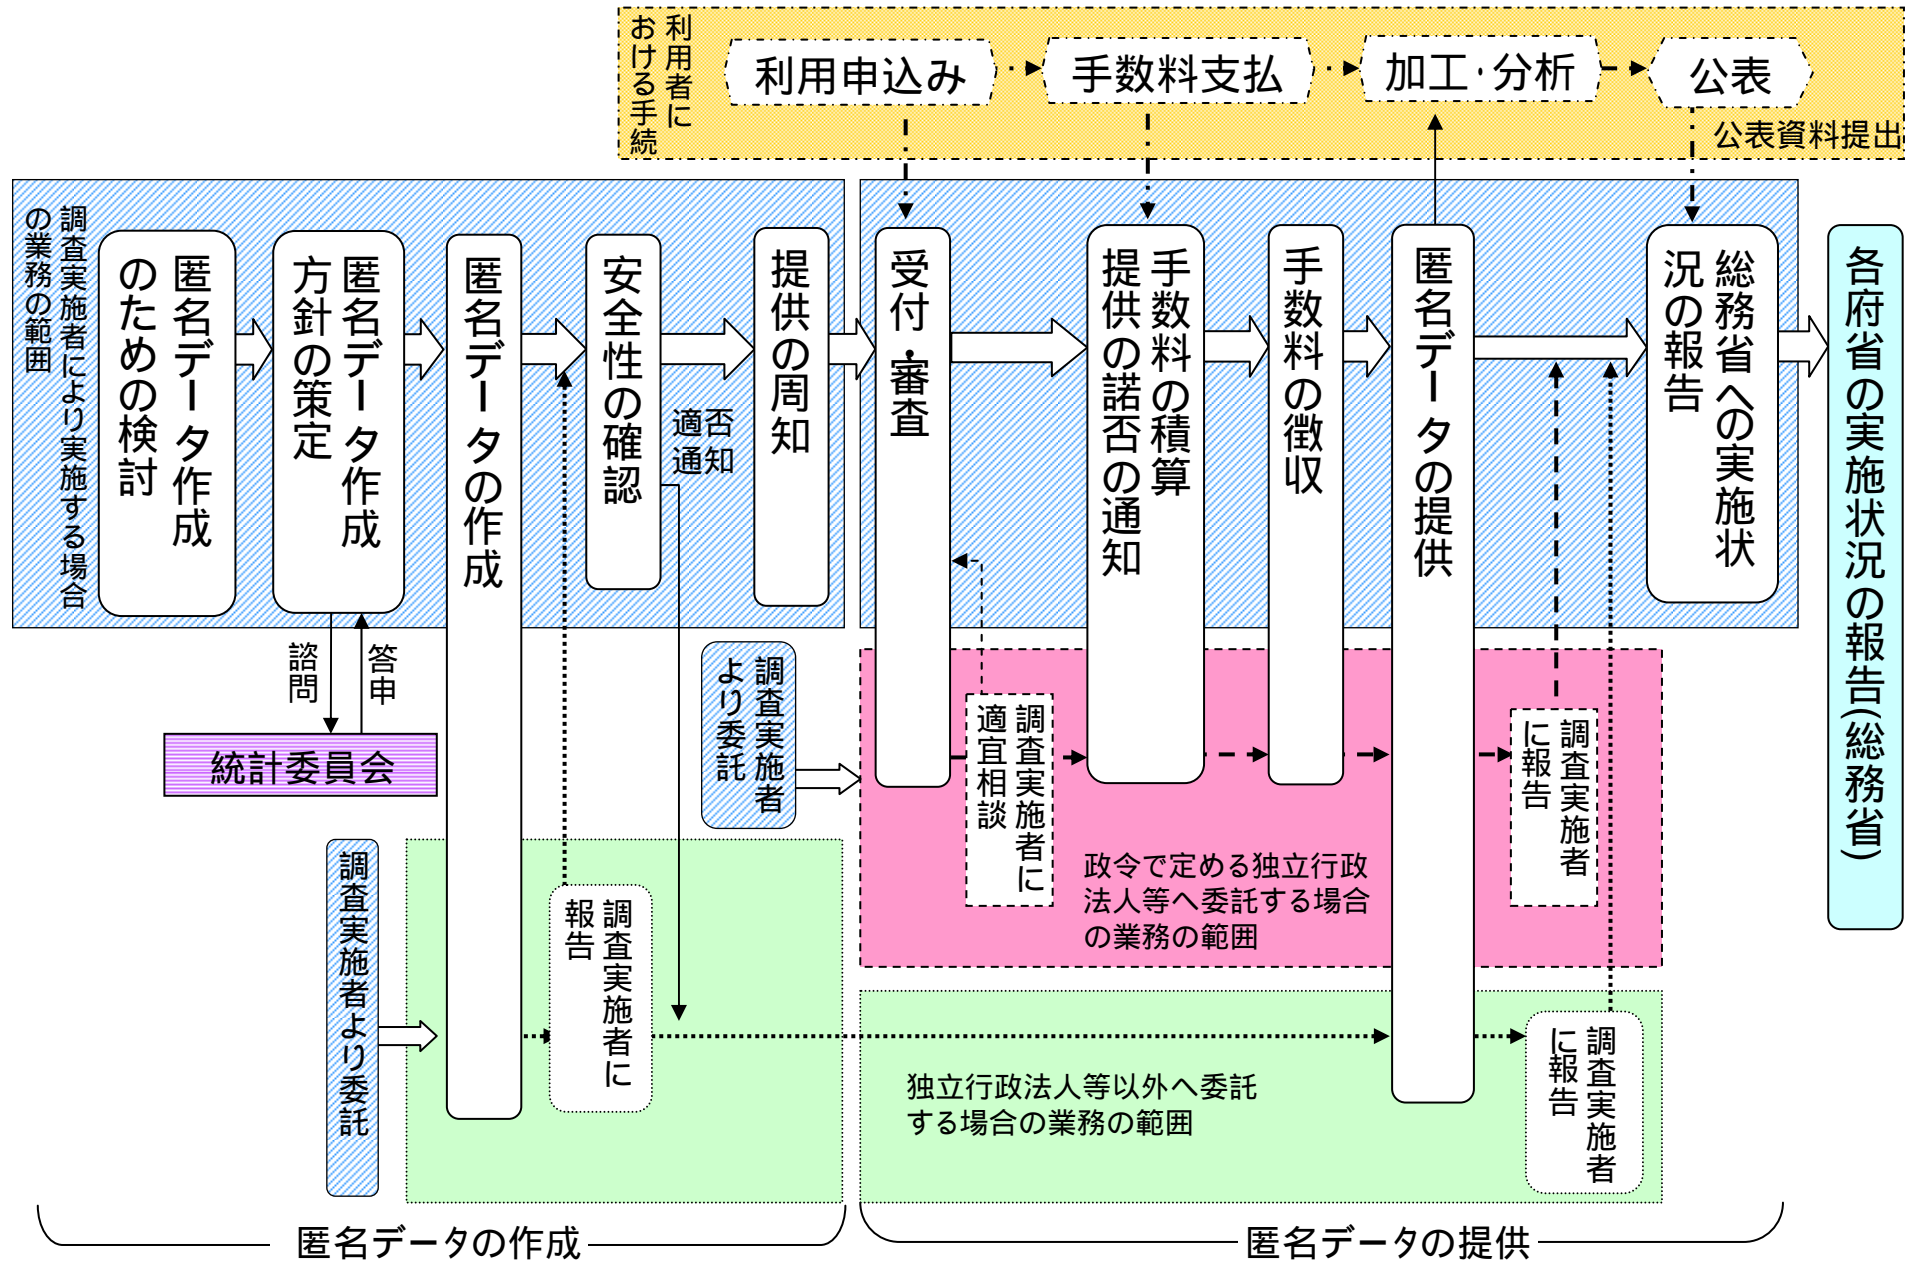 利用者に
おける手続
利用申込み
手数料支払
加工・分析
公表
公表資料提出
調査実施者により実施する場合
の業務の範囲
匿名データ作成
のための検討
匿名データ作成
方針の策定
匿名データの作成
安全性の確認
提供の周知
受付・審査
手数料の積算
提供の諾否の通知
手数料の徴収
匿名データの提供
総務省への実施状
況の報告
各府省の実施状況の報告(総務省)
適否
通知
諮問
答申
統計委員会
調査実施者
より委託
調査実施者に
適宜相談
調査実施者
に報告
政令で定める独立行政
法人等へ委託する場合
の業務の範囲
調査実施者より委託
調査実施者に
報告
独立行政法人等以外へ委託
する場合の業務の範囲
調査実施者
に報告
匿名データの作成
匿名データの提供